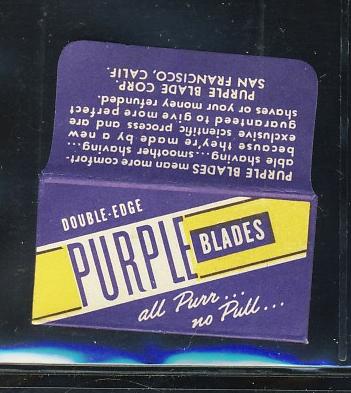 PURPLE BLADES mean more comfort-
able shaving....smoother shaving...
because they're made by a new
exclusive scientific process and are
guaranteed to give more perfect
shaves or your money refunded.
PURPLE BLADE CORP.
SAN FRANCISCO, CALIF.
DOUBLE-EDGE
PURPLE
BLADES
all Purr...
no Pull...